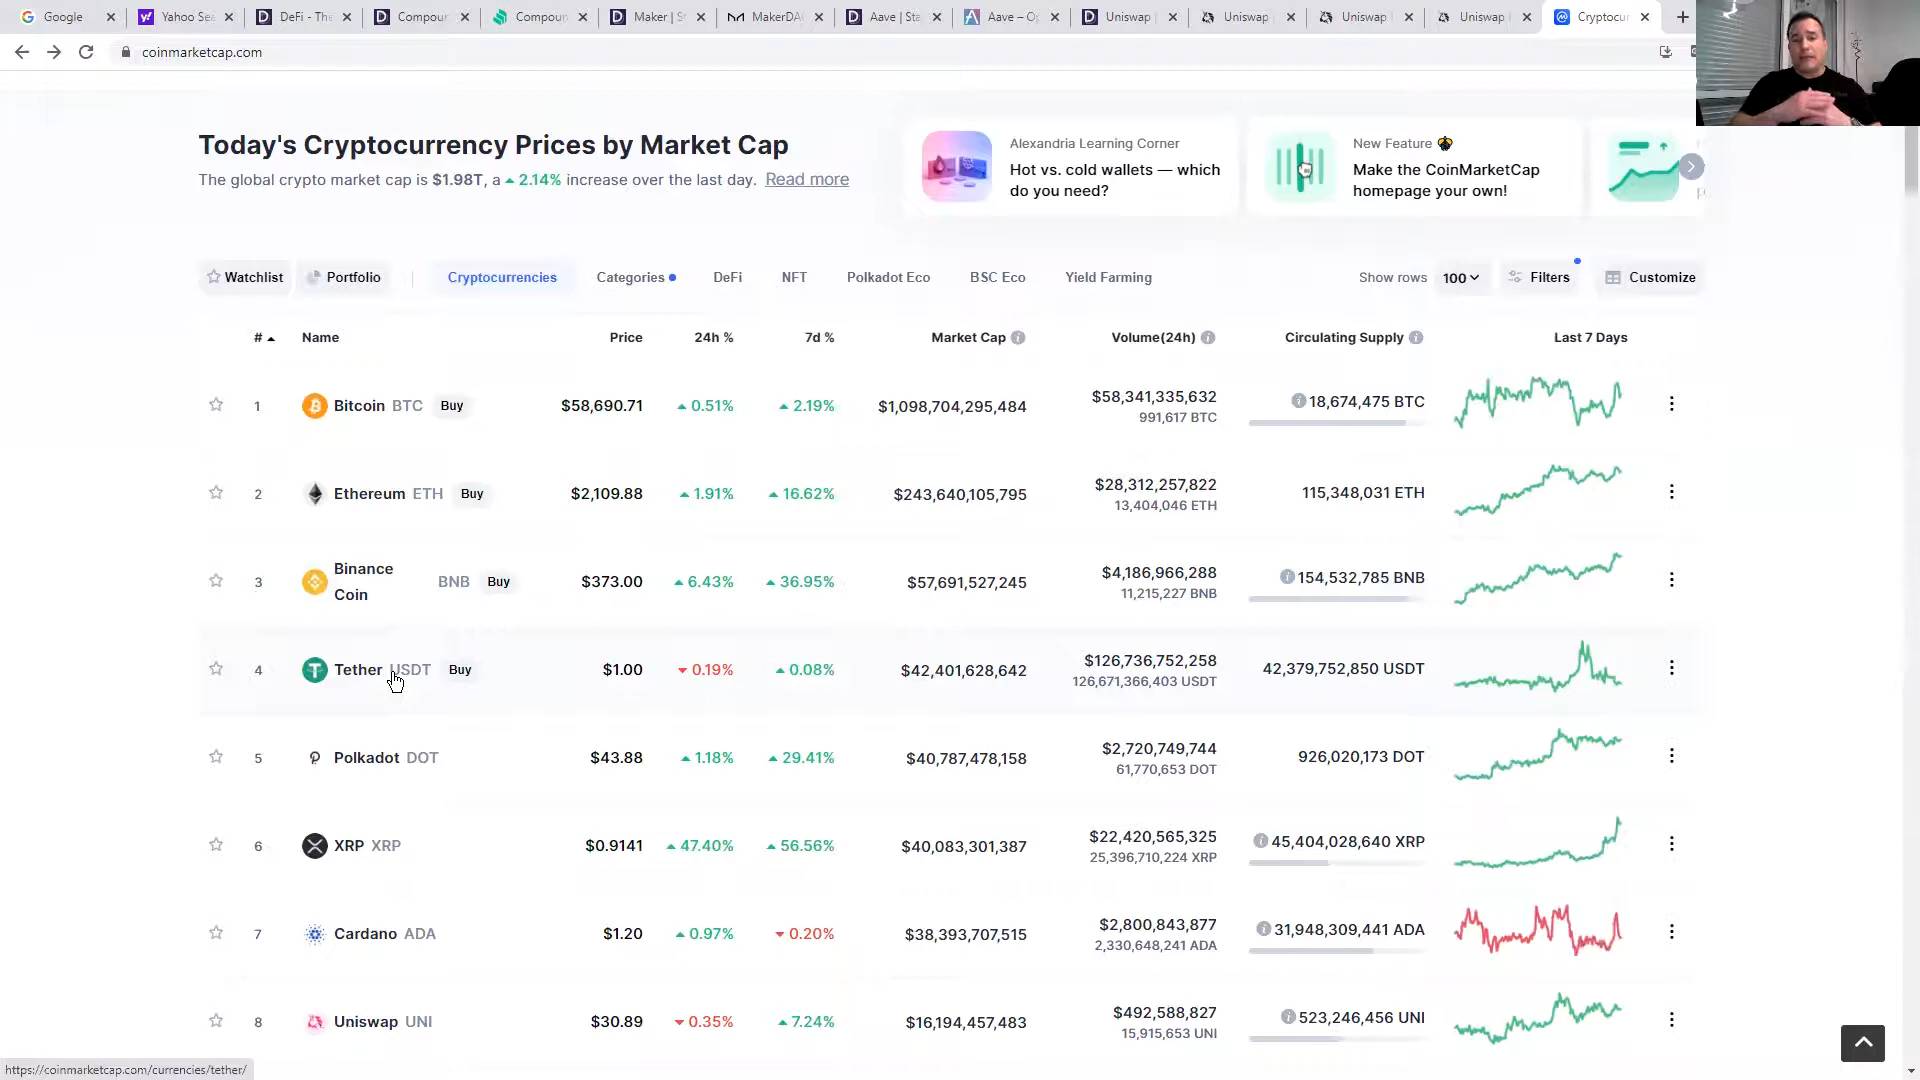 Google
Yahoo Sea
DeFi - The
Compoun
Compoun
Maker | S
MakerDA
Aave | Sta
Aave – Op
Uniswap
Uniswap
Uniswap
Uniswap
Cryptocur
coinmarketcap.com
Today's Cryptocurrency Prices by Market Cap
The global crypto market cap is $1.98T, a 2.14% increase over the last day. Read more
Alexandria Learning Corner
Hot vs. cold wallets — which
do you need?
New Feature
Make the CoinMarketCap
homepage your own!
Watchlist Portfolio Cryptocurrencies Categories DeFi NFT Polkadot Eco BSC Eco Yield Farming Show rows 100 Filters Customize
# Name Price 24h % 7d % Market Cap Volume(24h) Circulating Supply Last 7 Days
1 Bitcoin BTC Buy $58,690.71 0.51% 2.19% $1,098,704,295,484 $58,341,335,632 18,674,475 BTC
991,617 BTC
2 Ethereum ETH Buy $2,109.88 1.91% 16.62% $243,640,105,795 $28,312,257,822 115,348,031 ETH
13,404,046 ETH
3 Binance
Coin BNB Buy $373.00 6.43% 36.95% $57,691,527,245 $4,186,966,288 154,532,785 BNB
11,215,227 BNB
4 Tether USDT Buy $1.00 0.19% 0.08% $42,401,628,642 $126,736,752,258 42,379,752,850 USDT
126,671,366,403 USDT
5 Polkadot DOT $43.88 1.18% 29.41% $40,787,478,158 $2,720,749,744 926,020,173 DOT
61,770,653 DOT
6 XRP XRP $0.9141 47.40% 56.56% $40,083,301,387 $22,420,565,325 45,404,028,640 XRP
25,396,710,224 XRP
7 Cardano ADA $1.20 0.97% 0.20% $38,393,707,515 $2,800,843,877 31,948,309,441 ADA
2,330,648,241 ADA
8 Uniswap UNI $30.89 0.35% 7.24% $16,194,457,483 $492,588,827 523,246,456 UNI
15,915,653 UNI
https://coinmarketcap.com/currencies/tether/